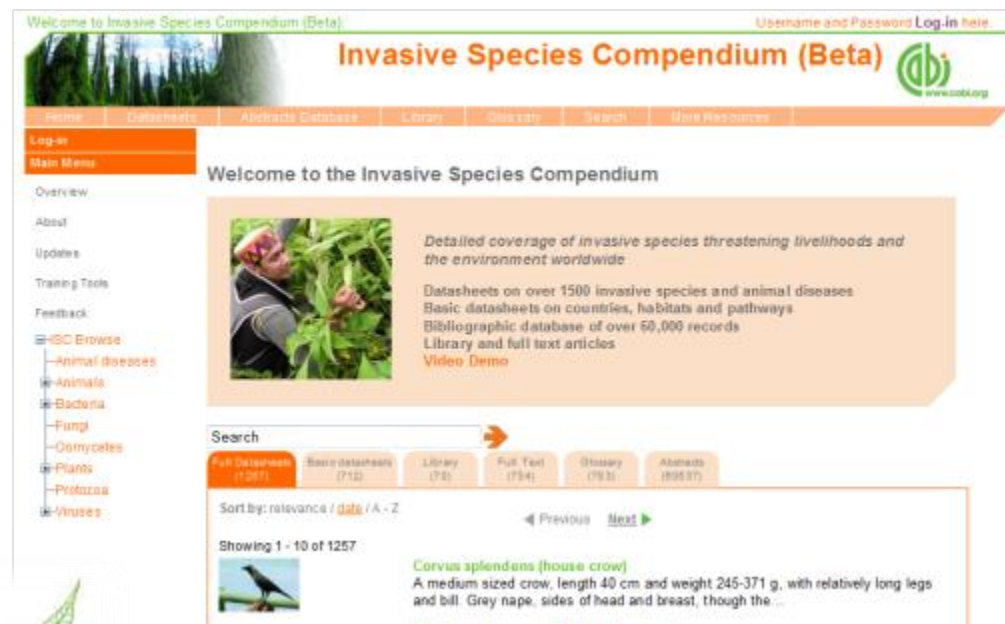 Welcome to Invasive Species Compendium (Beta).
Username and Password Log-in here.
Invasive Species Compendium (Beta)
www.cabi.org
Home Datasheets Abstracts Database Library Glossary Search More Resources
Log-in
Main Menu
Overview
About
Updates
Training Tools
Feedback
ISC Browse
Animal diseases
Animals
Bacteria
Fungi
Oomycetes
Plants
Protozoa
Viruses
Welcome to the Invasive Species Compendium
Detailed coverage of invasive species threatening livelihoods and
the environment worldwide
Datasheets on over 1500 invasive species and animal diseases
Basic datasheets on countries, habitats and pathways
Bibliographic database of over 60,000 records
Library and full text articles
Video Demo
Search
Full Datasheets Basic datasheets Library Full Text Glossary Abstracts
(1257) (712)
Sort by: relevance / date / A - Z
Previous Next
Showing 1 - 10 of 1257
Corvus splendens (house crow)
A medium sized crow, length 40 cm and weight 245-371 g, with relatively long legs
and bill. Grey nape, sides of head and breast, though the...